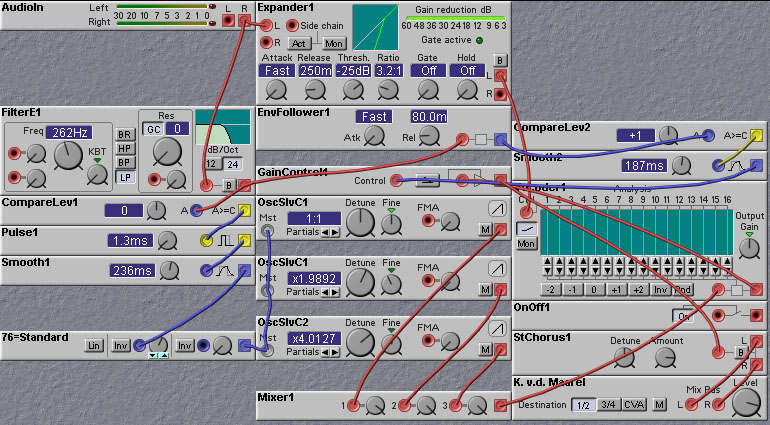 AudioIn
Left
Right
30 20 10 5 2 1 0
L R
Expander1
L
R
Side chain
Act
Mon
Gain reduction dB
60 48 36 30 24 18 12 6 0
Gate active
B
L
R
Attack Release Thresh. Ratio Gate Hold
Fast 250m -25dB 3.2:1 Off Off
FilterE1
Freq
262Hz
KBT
BR
HP
BP
LP
Res
GC
0
dB/Oct
12 24
B
EnvFollower1
Fast
80.0m
Atk
Rel
GainControl1
Control
CompareLev2
+1
A
A>=C
Smooth2
187ms
CompareLev1
0
A
A>=C
Pulse1
1.3ms
Smooth1
236ms
76=Standard
Lin
Inv
Inv
OscSlvC1
Mst
1:1
Partials
Detune
Fine
FMA
M
OscSlvC1
Mst
x1.9892
Partials
Detune
Fine
FMA
M
OscSlvC2
Mst
x4.0127
Partials
Detune
Fine
FMA
M
Mixer1
1
2
3
Analysis
1 2 3 4 5 6 7 8 9 10 11 12 13 14 15 16
Mon
Output
Gain
-2 -1 0 +1 +2 Inv Rnd
OnOff1
On
StChorus1
Detune
Amount
B
L
R
K. v.d. Maarel
Destination
1/2 3/4 CVA
M
Mix Pos
L
R
Level